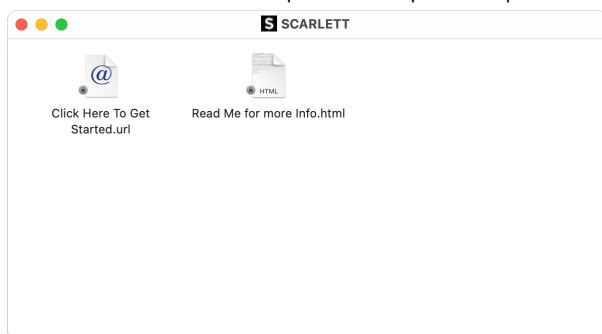 S SCARLETT
HTML
Click Here To Get
Started.url
Read Me for more Info.html